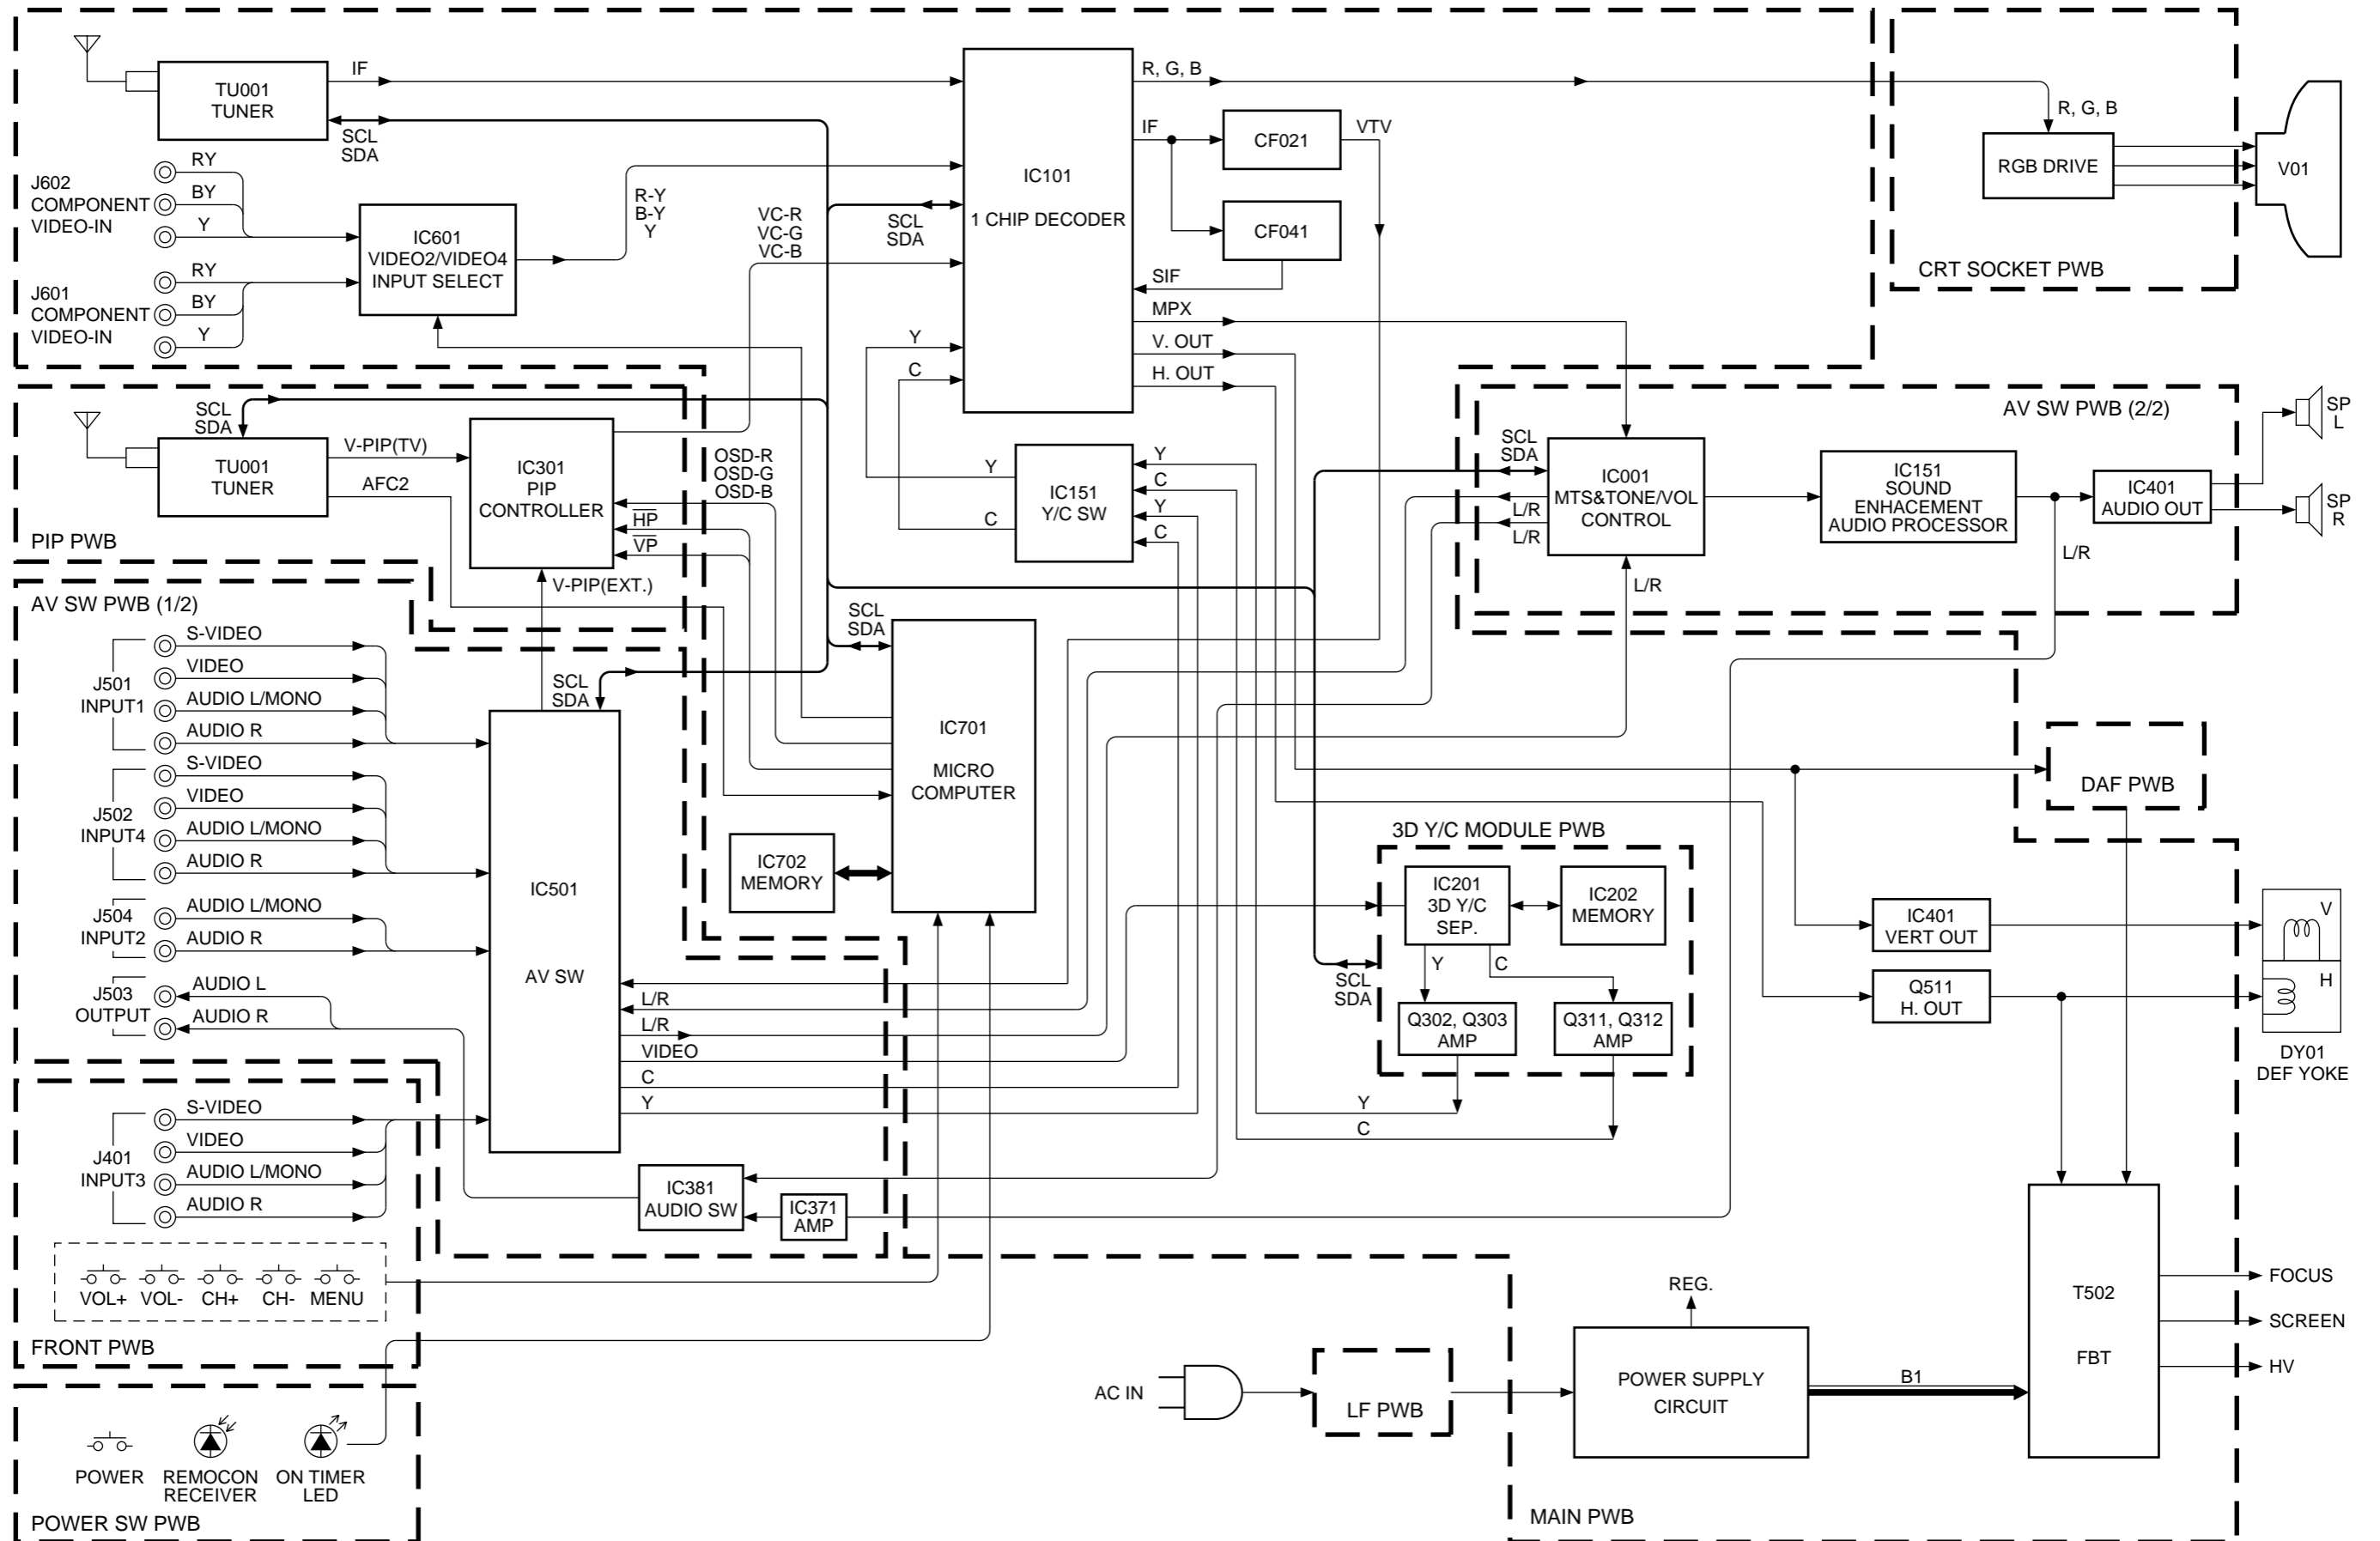 TU001
TUNER
IF
SCL
SDA
J602
COMPONENT
VIDEO-IN
RY
BY
Y
J601
COMPONENT
VIDEO-IN
RY
BY
Y
IC601
VIDEO2/VIDEO4
INPUT SELECT
R-Y
B-Y
Y
VC-R
VC-G
VC-B
SCL
SDA
IC101
1 CHIP DECODER
Y
C
R, G, B
IF
CF021
VTV
CF041
SIF
MPX
V. OUT
H. OUT
R, G, B
RGB DRIVE
V01
CRT SOCKET PWB
SCL
SDA
TU001
TUNER
V-PIP(TV)
AFC2
IC301
PIP
CONTROLLER
OSD-R
OSD-G
OSD-B
HP
VP
V-PIP(EXT.)
PIP PWB
Y
C
IC151
Y/C SW
Y
C
Y
C
AV SW PWB (2/2)
SCL
SDA
L/R
L/R
IC001
MTS&TONE/VOL
CONTROL
L/R
IC151
SOUND
ENHACEMENT
AUDIO PROCESSOR
IC401
AUDIO OUT
L/R
SP
L
SP
R
AV SW PWB (1/2)
J501
INPUT1
S-VIDEO
VIDEO
AUDIO L/MONO
AUDIO R
J502
INPUT4
S-VIDEO
VIDEO
AUDIO L/MONO
AUDIO R
J504
INPUT2
AUDIO L/MONO
AUDIO R
J503
OUTPUT
AUDIO L
AUDIO R
SCL
SDA
IC501
AV SW
L/R
L/R
VIDEO
C
Y
SCL
SDA
IC701
MICRO
COMPUTER
IC702
MEMORY
3D Y/C MODULE PWB
IC201
3D Y/C
SEP.
IC202
MEMORY
SCL
SDA
Y
C
Q302, Q303
AMP
Q311, Q312
AMP
Y
C
DAF PWB
IC401
VERT OUT
Q511
H. OUT
V
H
DY01
DEF YOKE
J401
INPUT3
S-VIDEO
VIDEO
AUDIO L/MONO
AUDIO R
IC381
AUDIO SW
IC371
AMP
VOL+
VOL-
CH+
CH-
MENU
FRONT PWB
POWER
REMOCON
RECEIVER
ON TIMER
LED
POWER SW PWB
AC IN
LF PWB
REG.
POWER SUPPLY
CIRCUIT
B1
T502
FBT
FOCUS
SCREEN
HV
MAIN PWB